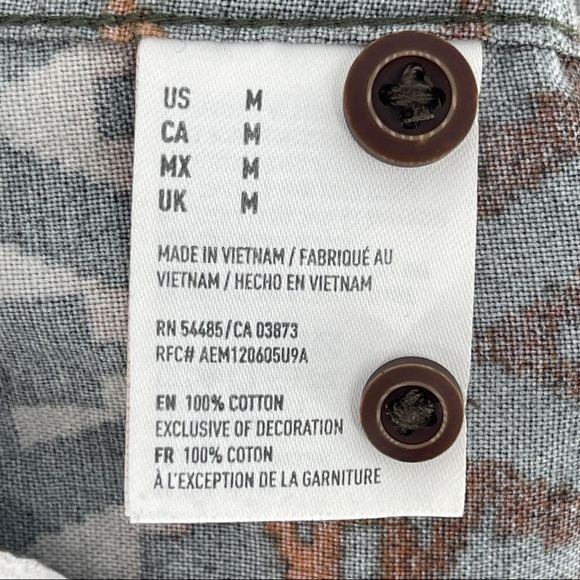 US M
CA M
MX M
UK M
MADE IN VIETNAM / FABRIQUÉ AU
VIETNAM / HECHO EN VIETNAM
RN 54485/CA 03873
RFC# AEM120605U9A
EN 100% COTTON
EXCLUSIVE OF DECORATION
FR 100% COTON
À L'EXCEPTION DE LA GARNITURE